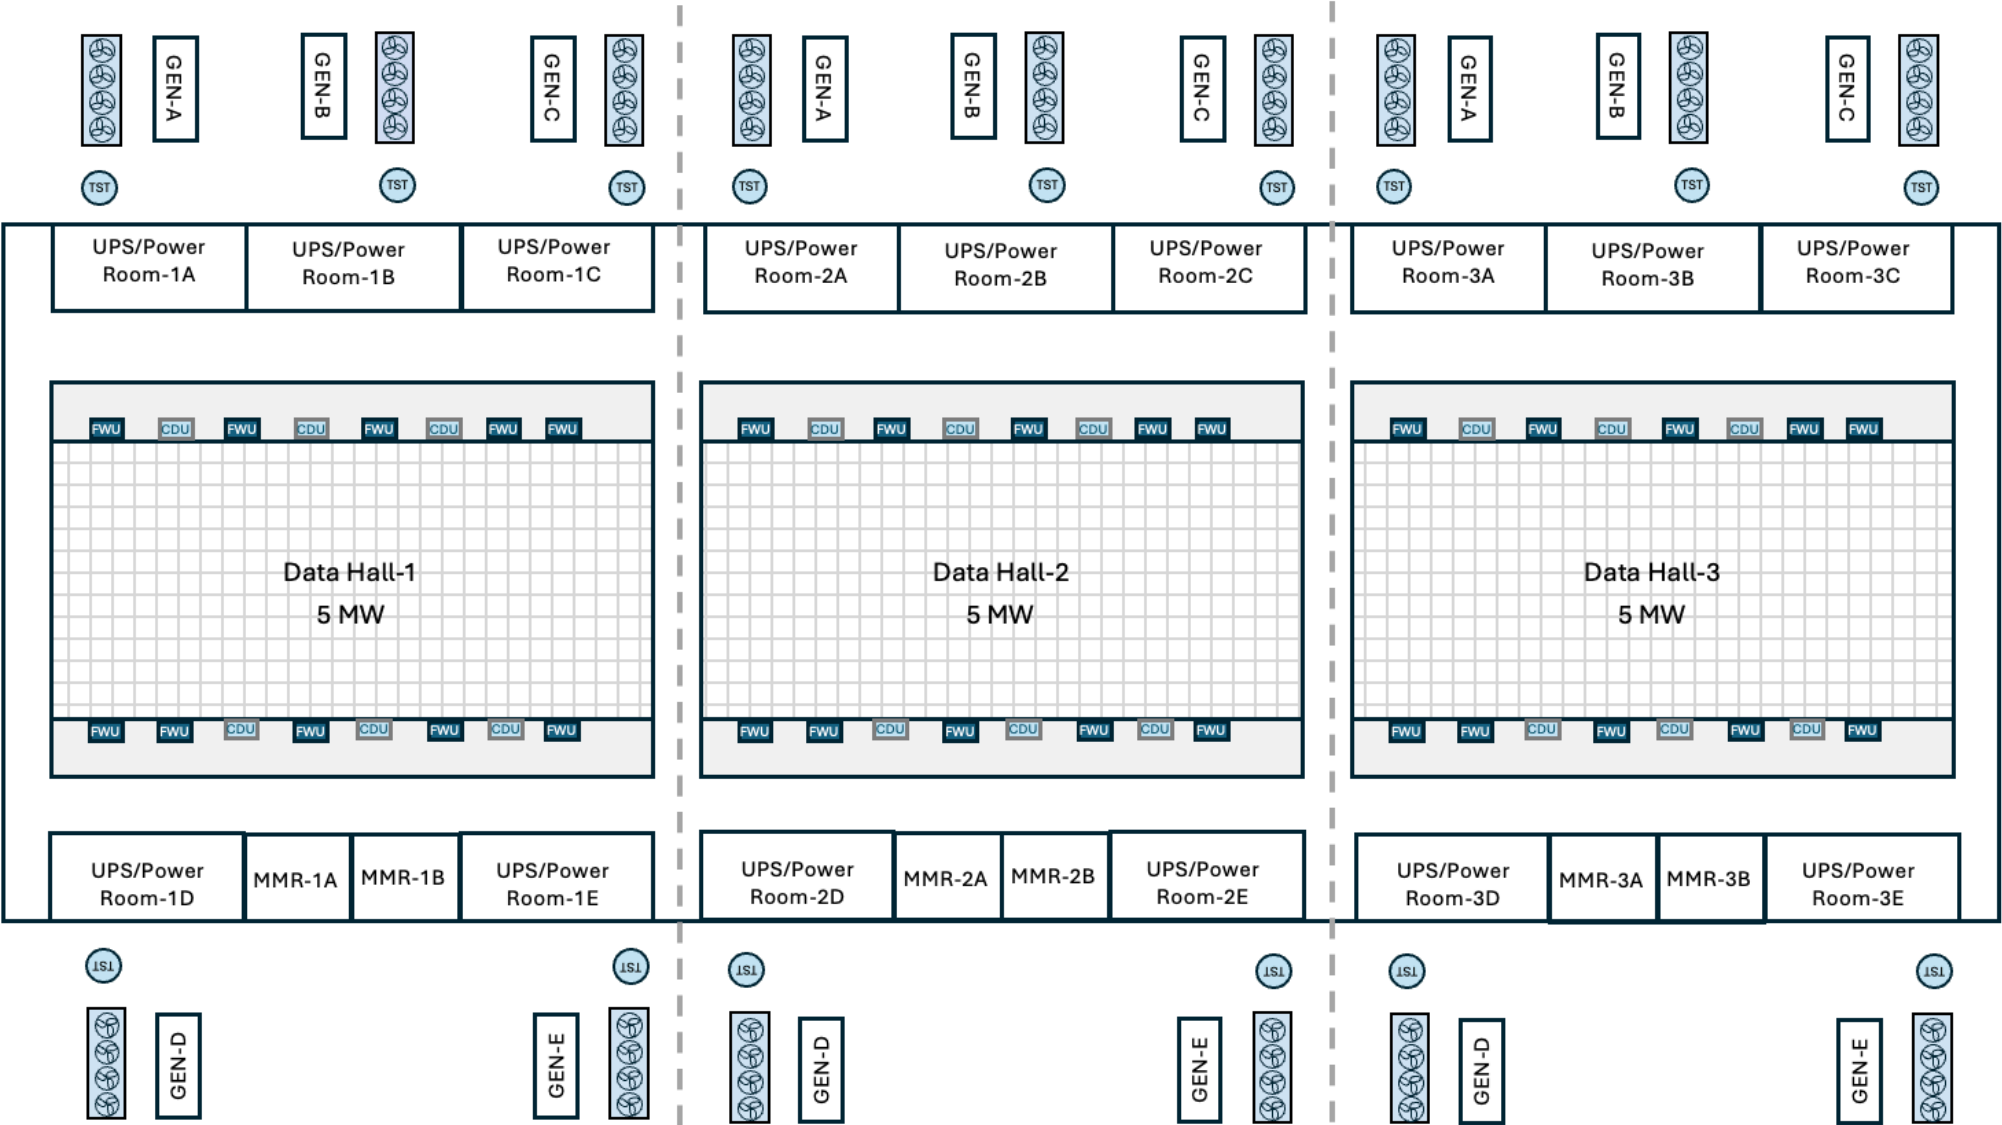 GEN-A
GEN-B
GEN-C
GEN-A
GEN-B
GEN-C
GEN-A
GEN-B
GEN-C
TST
TST
TST
TST
TST
TST
TST
TST
TST
UPS/Power
Room-1A
UPS/Power
Room-1B
UPS/Power
Room-1C
UPS/Power
Room-2A
UPS/Power
Room-2B
UPS/Power
Room-2C
UPS/Power
Room-3A
UPS/Power
Room-3B
UPS/Power
Room-3C
FWU CDU FWU CDU FWU CDU FWU FWU
FWU CDU FWU CDU FWU CDU FWU FWU
FWU CDU FWU CDU FWU CDU FWU FWU
Data Hall-1
5 MW
Data Hall-2
5 MW
Data Hall-3
5 MW
FWU FWU CDU FWU CDU FWU CDU FWU
FWU FWU CDU FWU CDU FWU CDU FWU
FWU FWU CDU FWU CDU FWU CDU FWU
UPS/Power
Room-1D
MMR-1A
MMR-1B
UPS/Power
Room-1E
UPS/Power
Room-2D
MMR-2A
MMR-2B
UPS/Power
Room-2E
UPS/Power
Room-3D
MMR-3A
MMR-3B
UPS/Power
Room-3E
TST
TST
TST
TST
TST
TST
GEN-D
GEN-E
GEN-D
GEN-E
GEN-D
GEN-E